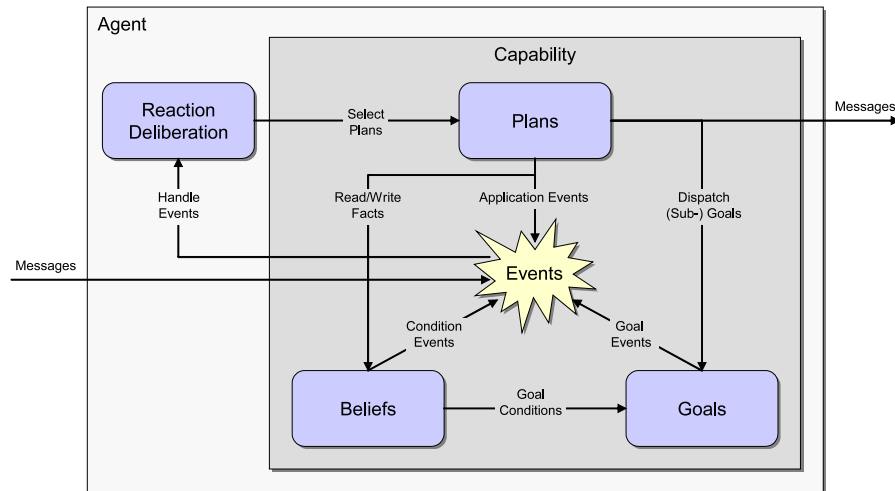 Agent
Capability
Reaction
Deliberation
Select
Plans
Plans
Messages
Handle
Events
Read/Write
Facts
Application Events
Dispatch
(Sub-) Goals
Messages
Events
Condition
Events
Goal
Events
Beliefs
Goal
Conditions
Goals